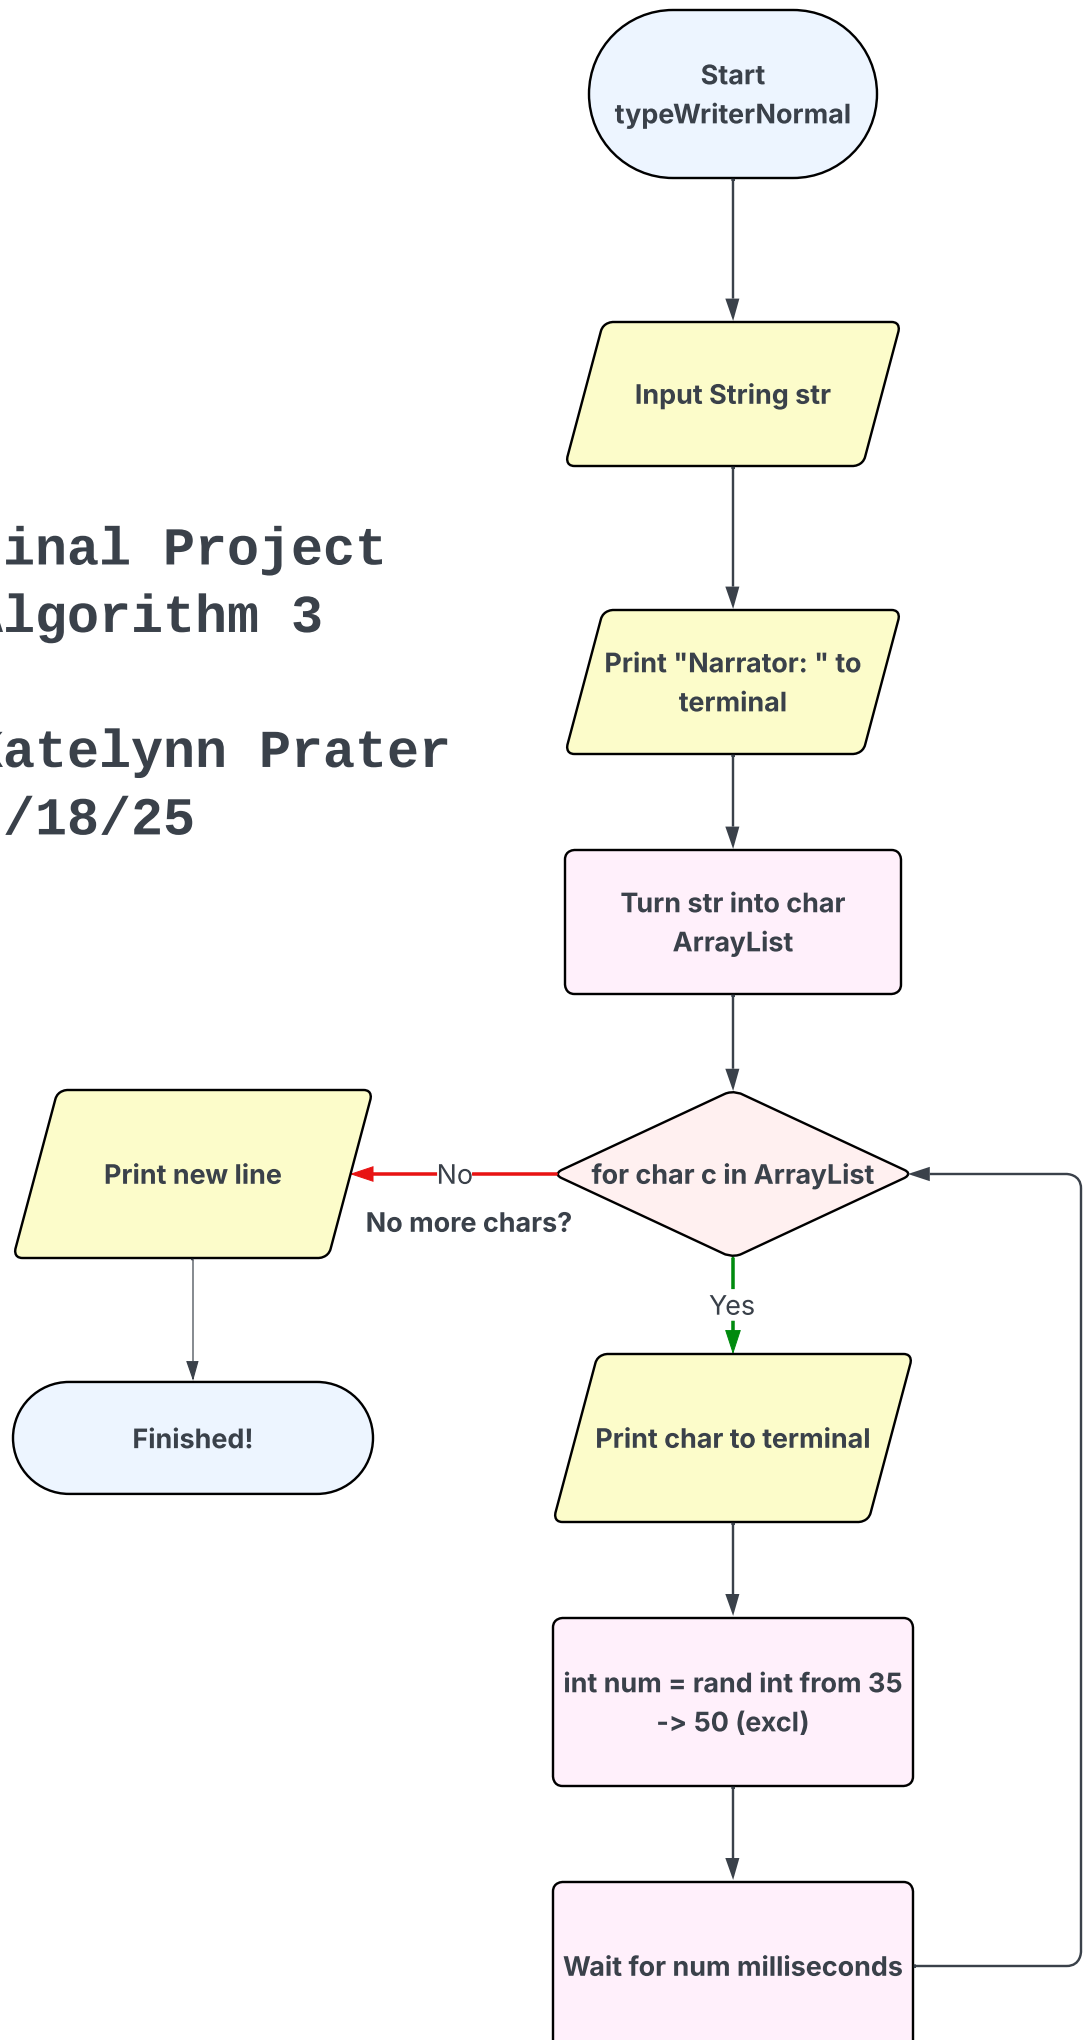 Start
typeWriterNormal
Input String str
Print "Narrator: " to
terminal
inal Project
lgorithm 3
atelynn Prater
/18/25
Turn str into char
ArrayList
for char c in ArrayList
No
No more chars?
Print new line
Finished!
Yes
Print char to terminal
int num = rand int from 35
-> 50 (excl)
Wait for num milliseconds